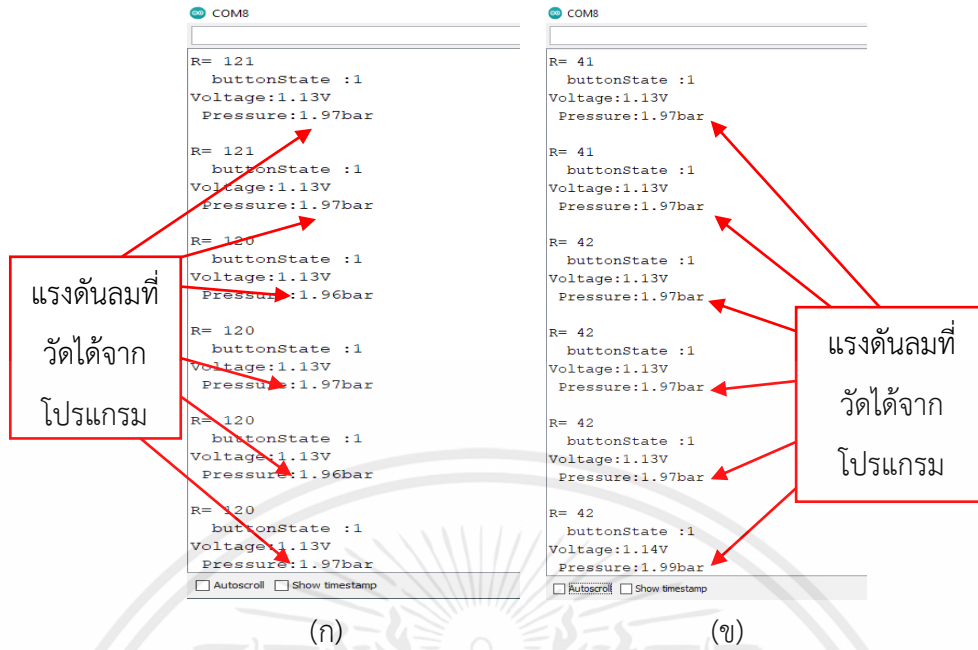 COM8
R= 121
buttonState :1
Voltage:1.13V
Pressure:1.97bar
R= 121
buttonState :1
Voltage:1.13V
Pressure:1.97bar
R= 120
buttonState :1
Voltage:1.13V
Pressure:1.96bar
R= 120
buttonState :1
Voltage:1.13V
Pressure:1.97bar
R= 120
buttonState :1
Voltage:1.13V
Pressure:1.96bar
R= 120
buttonState :1
Voltage:1.13V
Pressure:1.97bar
Autoscroll Show timestamp
แรงดันลมที่
วัดได้จาก
โปรแกรม
(ก)
COM8
R= 41
buttonState :1
Voltage:1.13V
Pressure:1.97bar
R= 41
buttonState :1
Voltage:1.13V
Pressure:1.97bar
R= 42
buttonState :1
Voltage:1.13V
Pressure:1.97bar
R= 42
buttonState :1
Voltage:1.13V
Pressure:1.97bar
R= 42
buttonState :1
Voltage:1.13V
Pressure:1.97bar
R= 42
buttonState :1
Voltage:1.14V
Pressure:1.99bar
Autoscroll Show timestamp
แรงดันลมที่
วัดได้จาก
โปรแกรม
(ข)